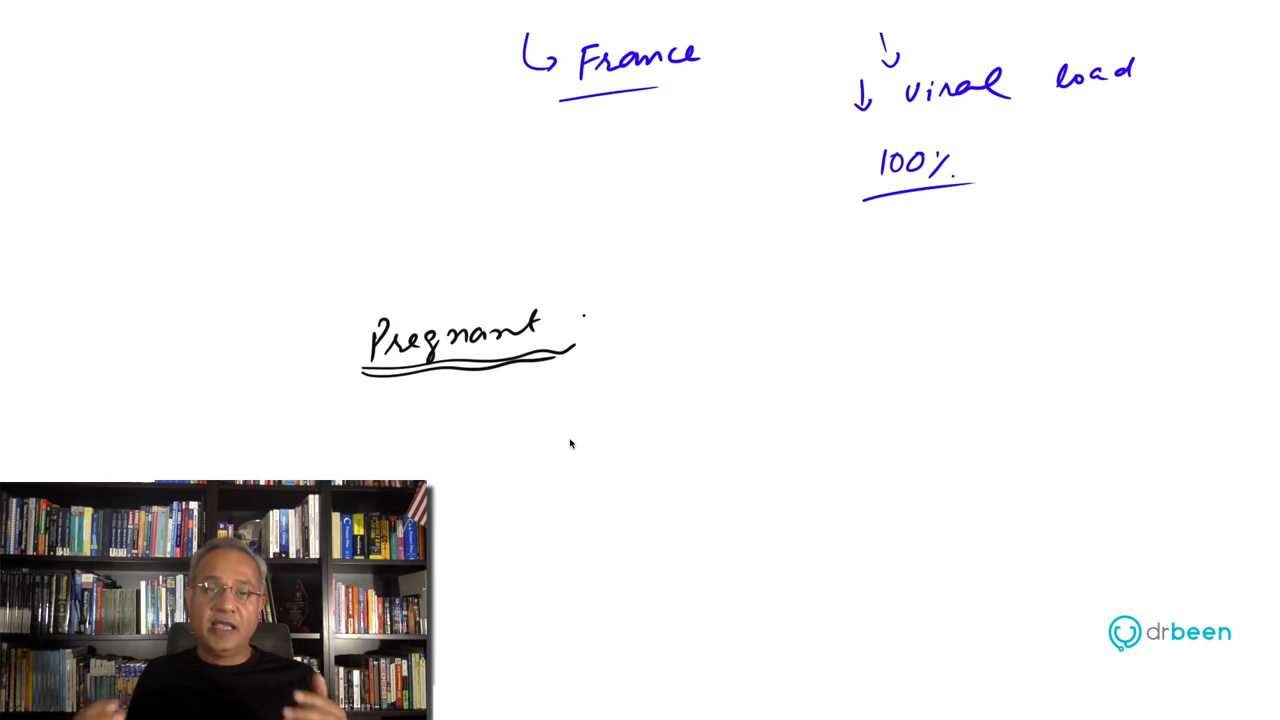 ↳ France
↓
↓ viral load
100%.
Pregnant
drbeen